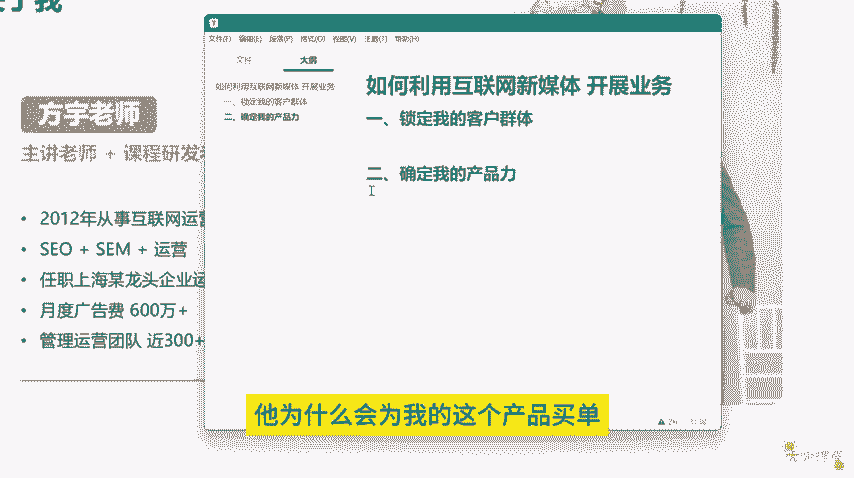 方宇老师
主讲老师 + 课程研发
2012年从事互联网运营
SEO + SEM + 运营
任职上海某龙头企业运
月度广告费 600万+
管理运营团队 近300+
文件(F) 编辑(E) 段落(P) 格式(O) 视图(V) 主题(T) 帮助(H)
文件 大纲
如何利用互联网新媒体 开展业务
一、锁定我的客户群体
二、确定我的产品力
如何利用互联网新媒体 开展业务
一、锁定我的客户群体
二、确定我的产品力
他为什么会为我的这个产品买单